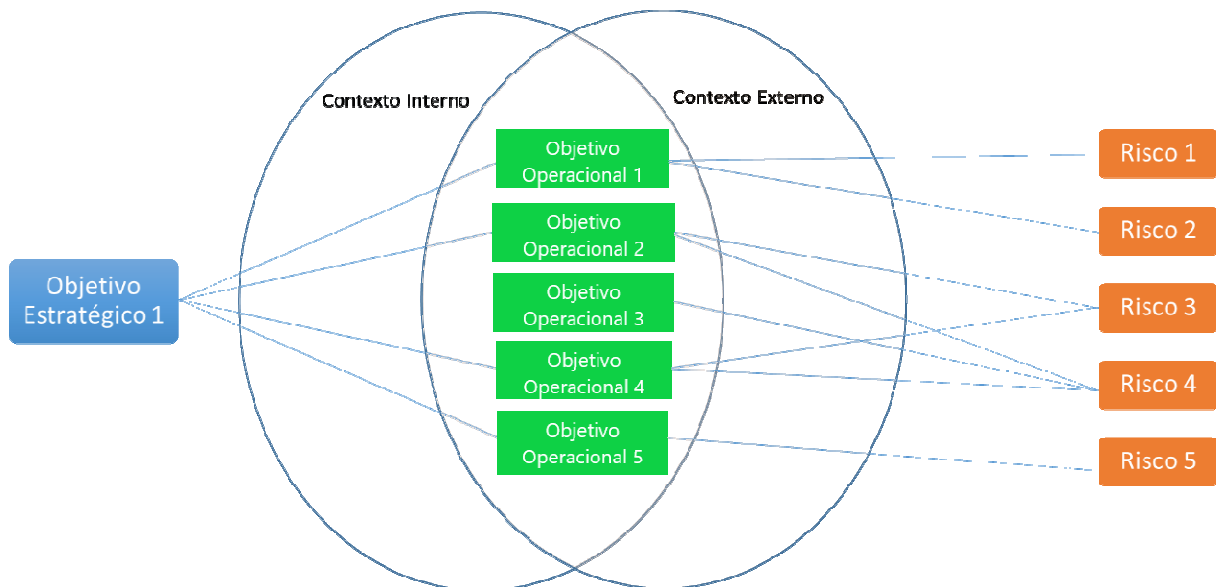 Contexto Interno
Contexto Externo
Objetivo
Operacional 1
Objetivo
Operacional 2
Objetivo
Operacional 3
Objetivo
Operacional 4
Objetivo
Operacional 5
Objetivo
Estratégico 1
Risco 1
Risco 2
Risco 3
Risco 4
Risco 5